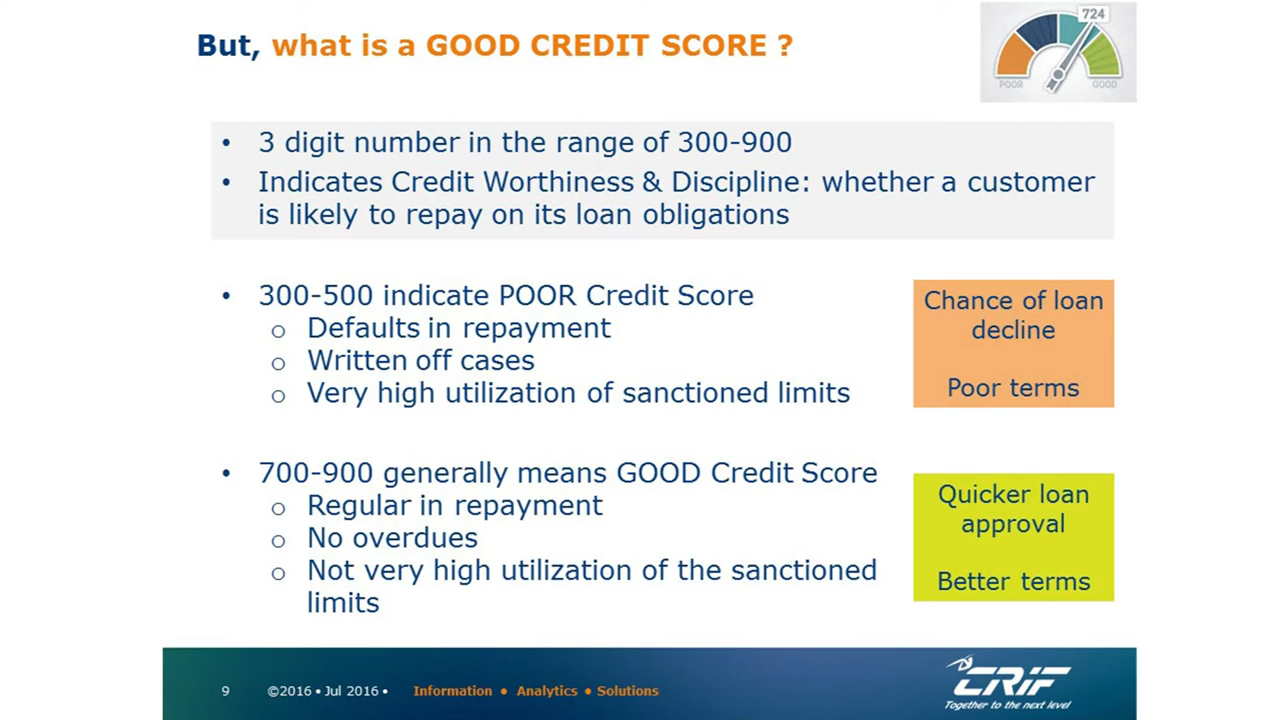 But, what is a GOOD CREDIT SCORE ?
724
POOR
GOOD
• 3 digit number in the range of 300-900
• Indicates Credit Worthiness & Discipline: whether a customer
is likely to repay on its loan obligations
• 300-500 indicate POOR Credit Score
o Defaults in repayment
o Written off cases
o Very high utilization of sanctioned limits
Chance of loan
decline
Poor terms
• 700-900 generally means GOOD Credit Score
o Regular in repayment
o No overdues
o Not very high utilization of the sanctioned
limits
Quicker loan
approval
Better terms
9 ©2016 • Jul 2016 • Information • Analytics • Solutions
CRIF
Together to the next level